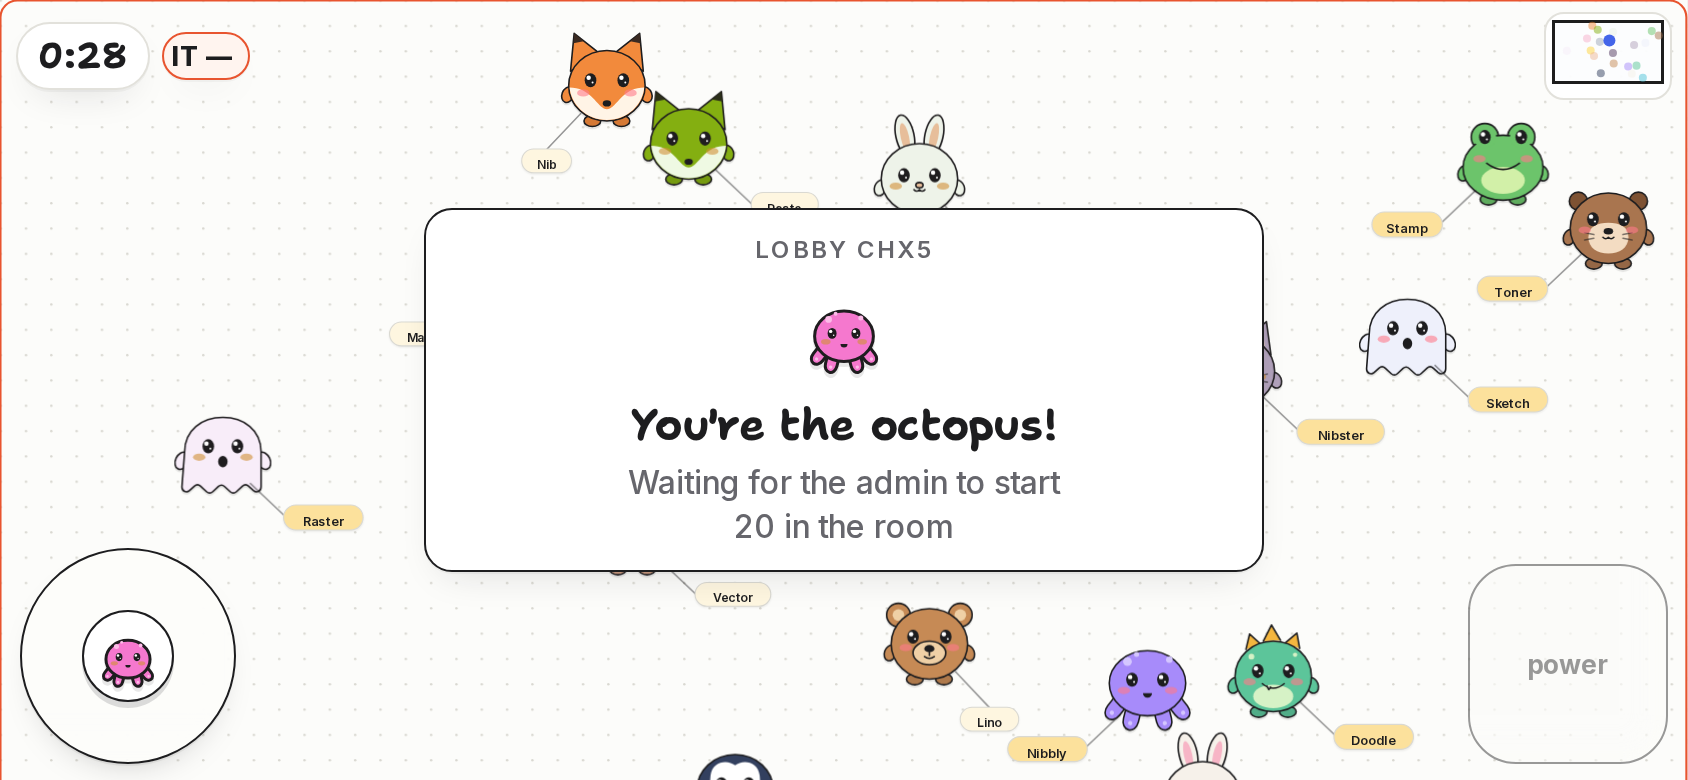 0:28
IT —
Nib
Stamp
Toner
LOBBY CHX5
Sketch
Nibster
You're the octopus!
Waiting for the admin to start
20 in the room
Raster
Vector
power
Lino
Nibbly
Doodle